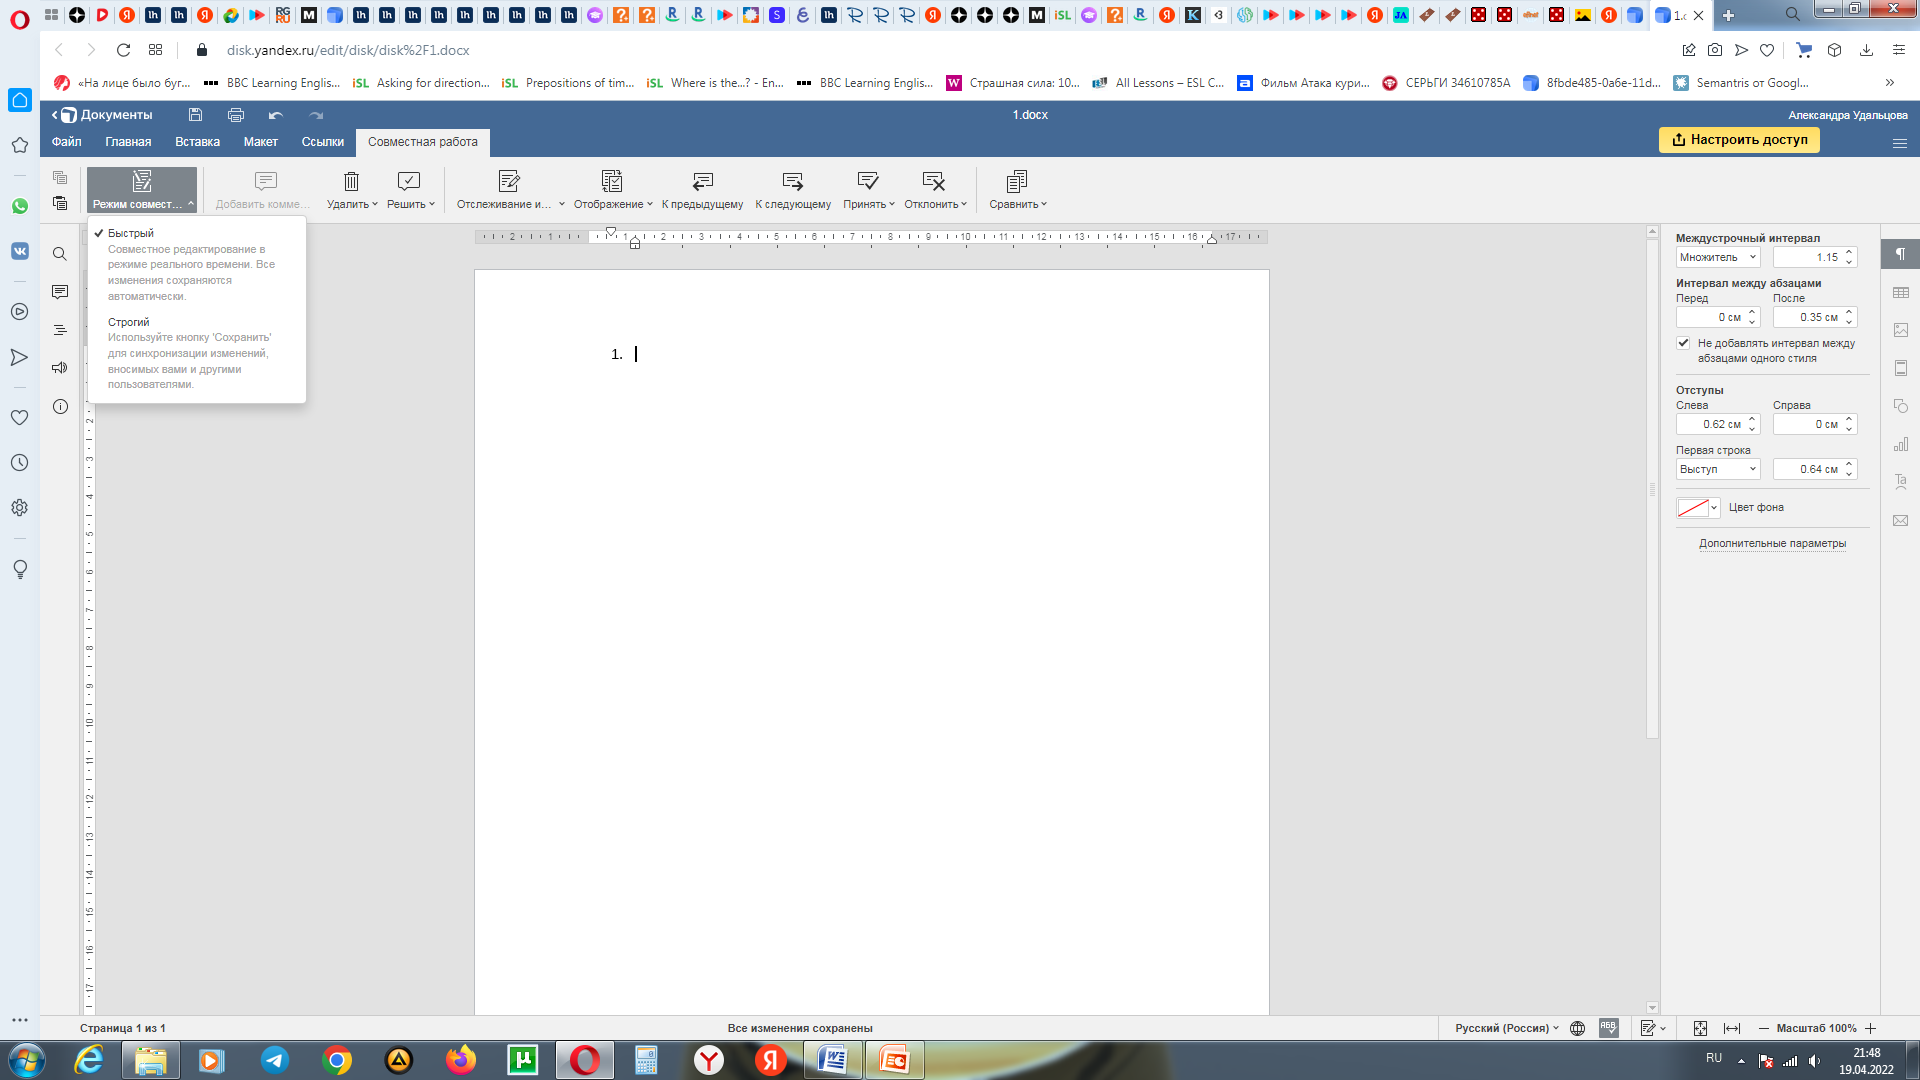 disk.yandex.ru/edit/disk/disk%2F1.docx
«На лице было буг...
BBC Learning Englis...
Asking for direction...
Prepositions of tim...
Where is the...? - En...
BBC Learning Englis...
Страшная сила: 10...
All Lessons – ESL C...
Фильм Атака кури...
СЕРЬГИ 34610785А
8fbde485-0a6e-11d...
Semantris от Googl...
Документы
1.docx
Александра Удальцова
Файл
Главная
Вставка
Макет
Ссылки
Совместная работа
Настроить доступ
Режим совмест...
Добавить комме...
Удалить
Решить
Отслеживание и...
Отображение
К предыдущему
К следующему
Принять
Отклонить
Сравнить
Быстрый
Совместное редактирование в
режиме реального времени. Все
изменения сохраняются
автоматически.
Строгий
Используйте кнопку 'Сохранить'
для синхронизации изменений,
вносимых вами и другими
пользователями.
1.
Междустрочный интервал
Множитель
1.15
Интервал между абзацами
Перед
После
0 см
0.35 см
Не добавлять интервал между
абзацами одного стиля
Отступы
Слева
Справа
0.62 см
0 см
Первая строка
Выступ
0.64 см
Цвет фона
Дополнительные параметры
Страница 1 из 1
Все изменения сохранены
Русский (Россия)
Масштаб 100%
RU
21:48
19.04.2022